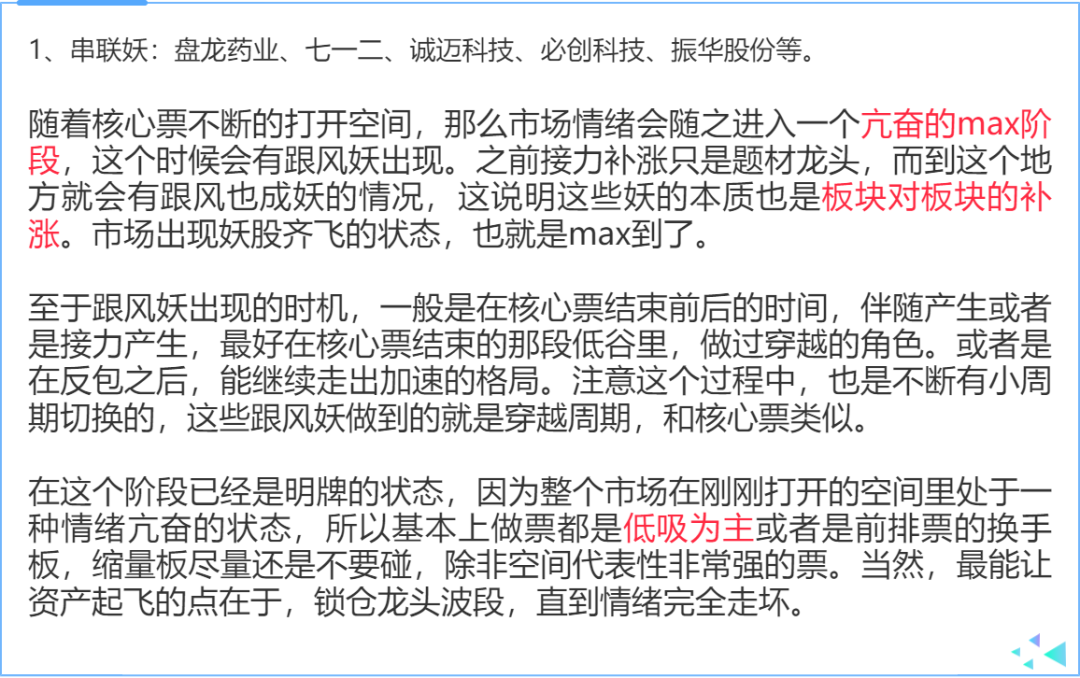 1、串联妖：盘龙药业、七一二、诚迈科技、必创科技、振华股份等。
随着核心票不断的打开空间，那么市场情绪会随之进入一个亢奋的max阶
段，这个时候会有跟风妖出现。之前接力补涨只是题材龙头，而到这个地
方就会有跟风也成妖的情况，这说明这些妖的本质也是板块对板块的补
涨。市场出现妖股齐飞的状态，也就是max到了。
至于跟风妖出现的时机，一般是在核心票结束前后的时间，伴随产生或者
是接力产生，最好在核心票结束的那段低谷里，做过穿越的角色。或者是
在反包之后，能继续走出加速的格局。注意这个过程中，也是不断有小周
期切换的，这些跟风妖做到的就是穿越周期，和核心票类似。
在这个阶段已经是明牌的状态，因为整个市场在刚刚打开的空间里处于一
种情绪亢奋的状态，所以基本上做票都是低吸为主或者是前排票的换手
板，缩量板尽量还是不要碰，除非空间代表性非常强的票。当然，最能让
资产起飞的点在于，锁仓龙头波段，直到情绪完全走坏。